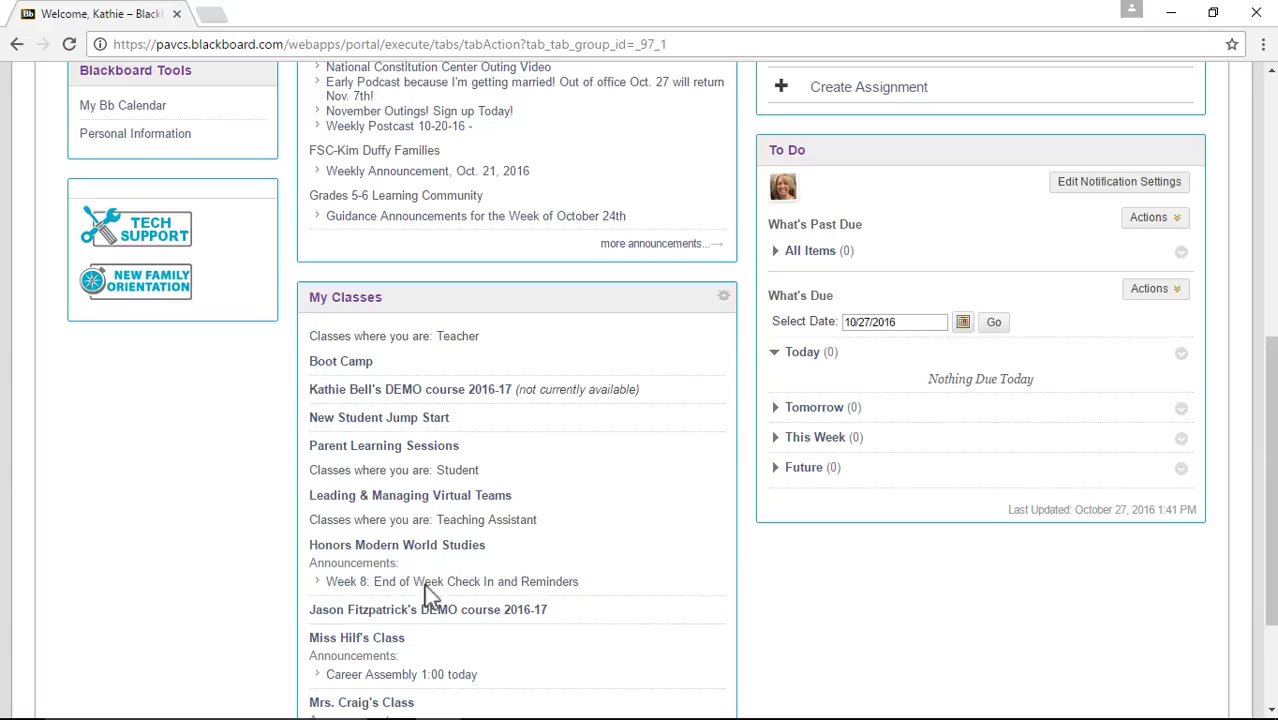 Welcome, Kathie – Blackb
https://pavcs.blackboard.com/webapps/portal/execute/tabs/tabAction?tab_tab_group_id=_97_1
Blackboard Tools
My Bb Calendar
Personal Information
TECH
SUPPORT
NEW FAMILY
ORIENTATION
National Constitution Center Outing Video
Early Podcast because I'm getting married! Out of office Oct. 27 will return
Nov. 7th!
November Outings! Sign up Today!
Weekly Postcast 10-20-16 -
FSC-Kim Duffy Families
Weekly Announcement, Oct. 21, 2016
Grades 5-6 Learning Community
Guidance Announcements for the Week of October 24th
more announcements...
My Classes
Classes where you are: Teacher
Boot Camp
Kathie Bell's DEMO course 2016-17 (not currently available)
New Student Jump Start
Parent Learning Sessions
Classes where you are: Student
Leading & Managing Virtual Teams
Classes where you are: Teaching Assistant
Honors Modern World Studies
Announcements:
Week 8: End of Week Check In and Reminders
Jason Fitzpatrick's DEMO course 2016-17
Miss Hilf's Class
Announcements:
Career Assembly 1:00 today
Mrs. Craig's Class
Create Assignment
To Do
Edit Notification Settings
What's Past Due
Actions
All Items (0)
What's Due
Actions
Select Date: 10/27/2016 Go
Today (0)
Nothing Due Today
Tomorrow (0)
This Week (0)
Future (0)
Last Updated: October 27, 2016 1:41 PM